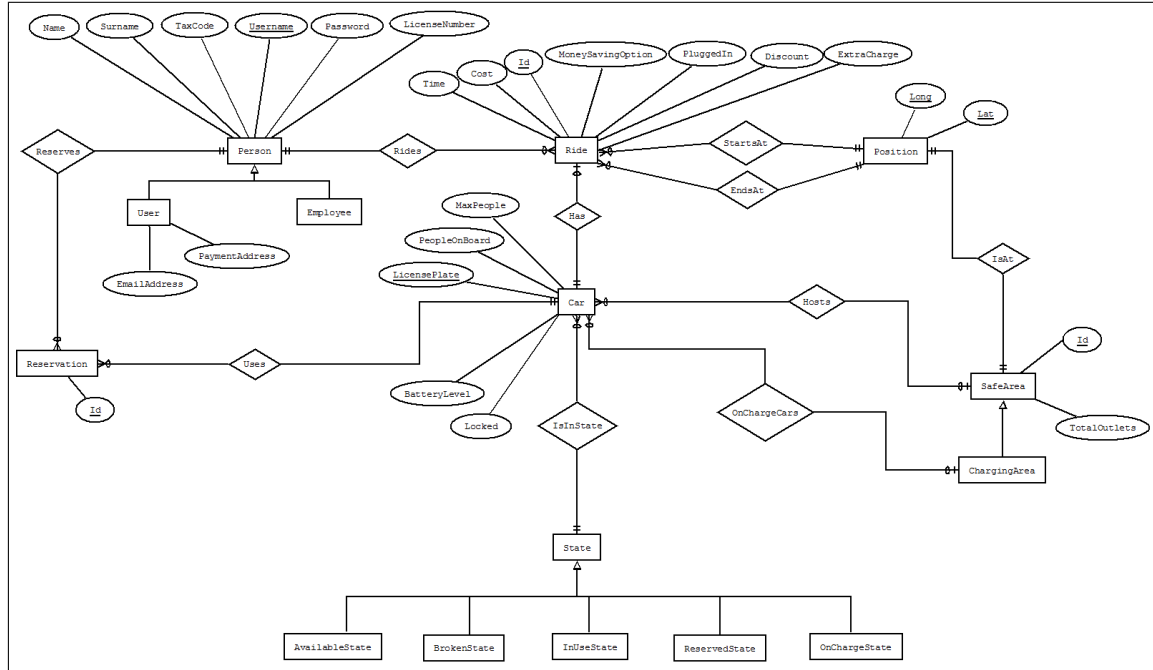 Name
Surname
TaxCode
Username
Password
LicenseNumber
Time
Cost
Id
MoneySavingOption
PluggedIn
Discount
ExtraCharge
Long
Lat
Reserves
Person
Rides
Ride
StartsAt
Position
EndsAt
User
Employee
MaxPeople
Has
PeopleOnBoard
PaymentAddress
IsAt
LicensePlate
EmailAddress
Car
Hosts
Reservation
Uses
Id
SafeArea
Id
BatteryLevel
Locked
IsInState
OnChargeCars
TotalOutlets
ChargingArea
State
AvailableState
BrokenState
InUseState
ReservedState
OnChargeState